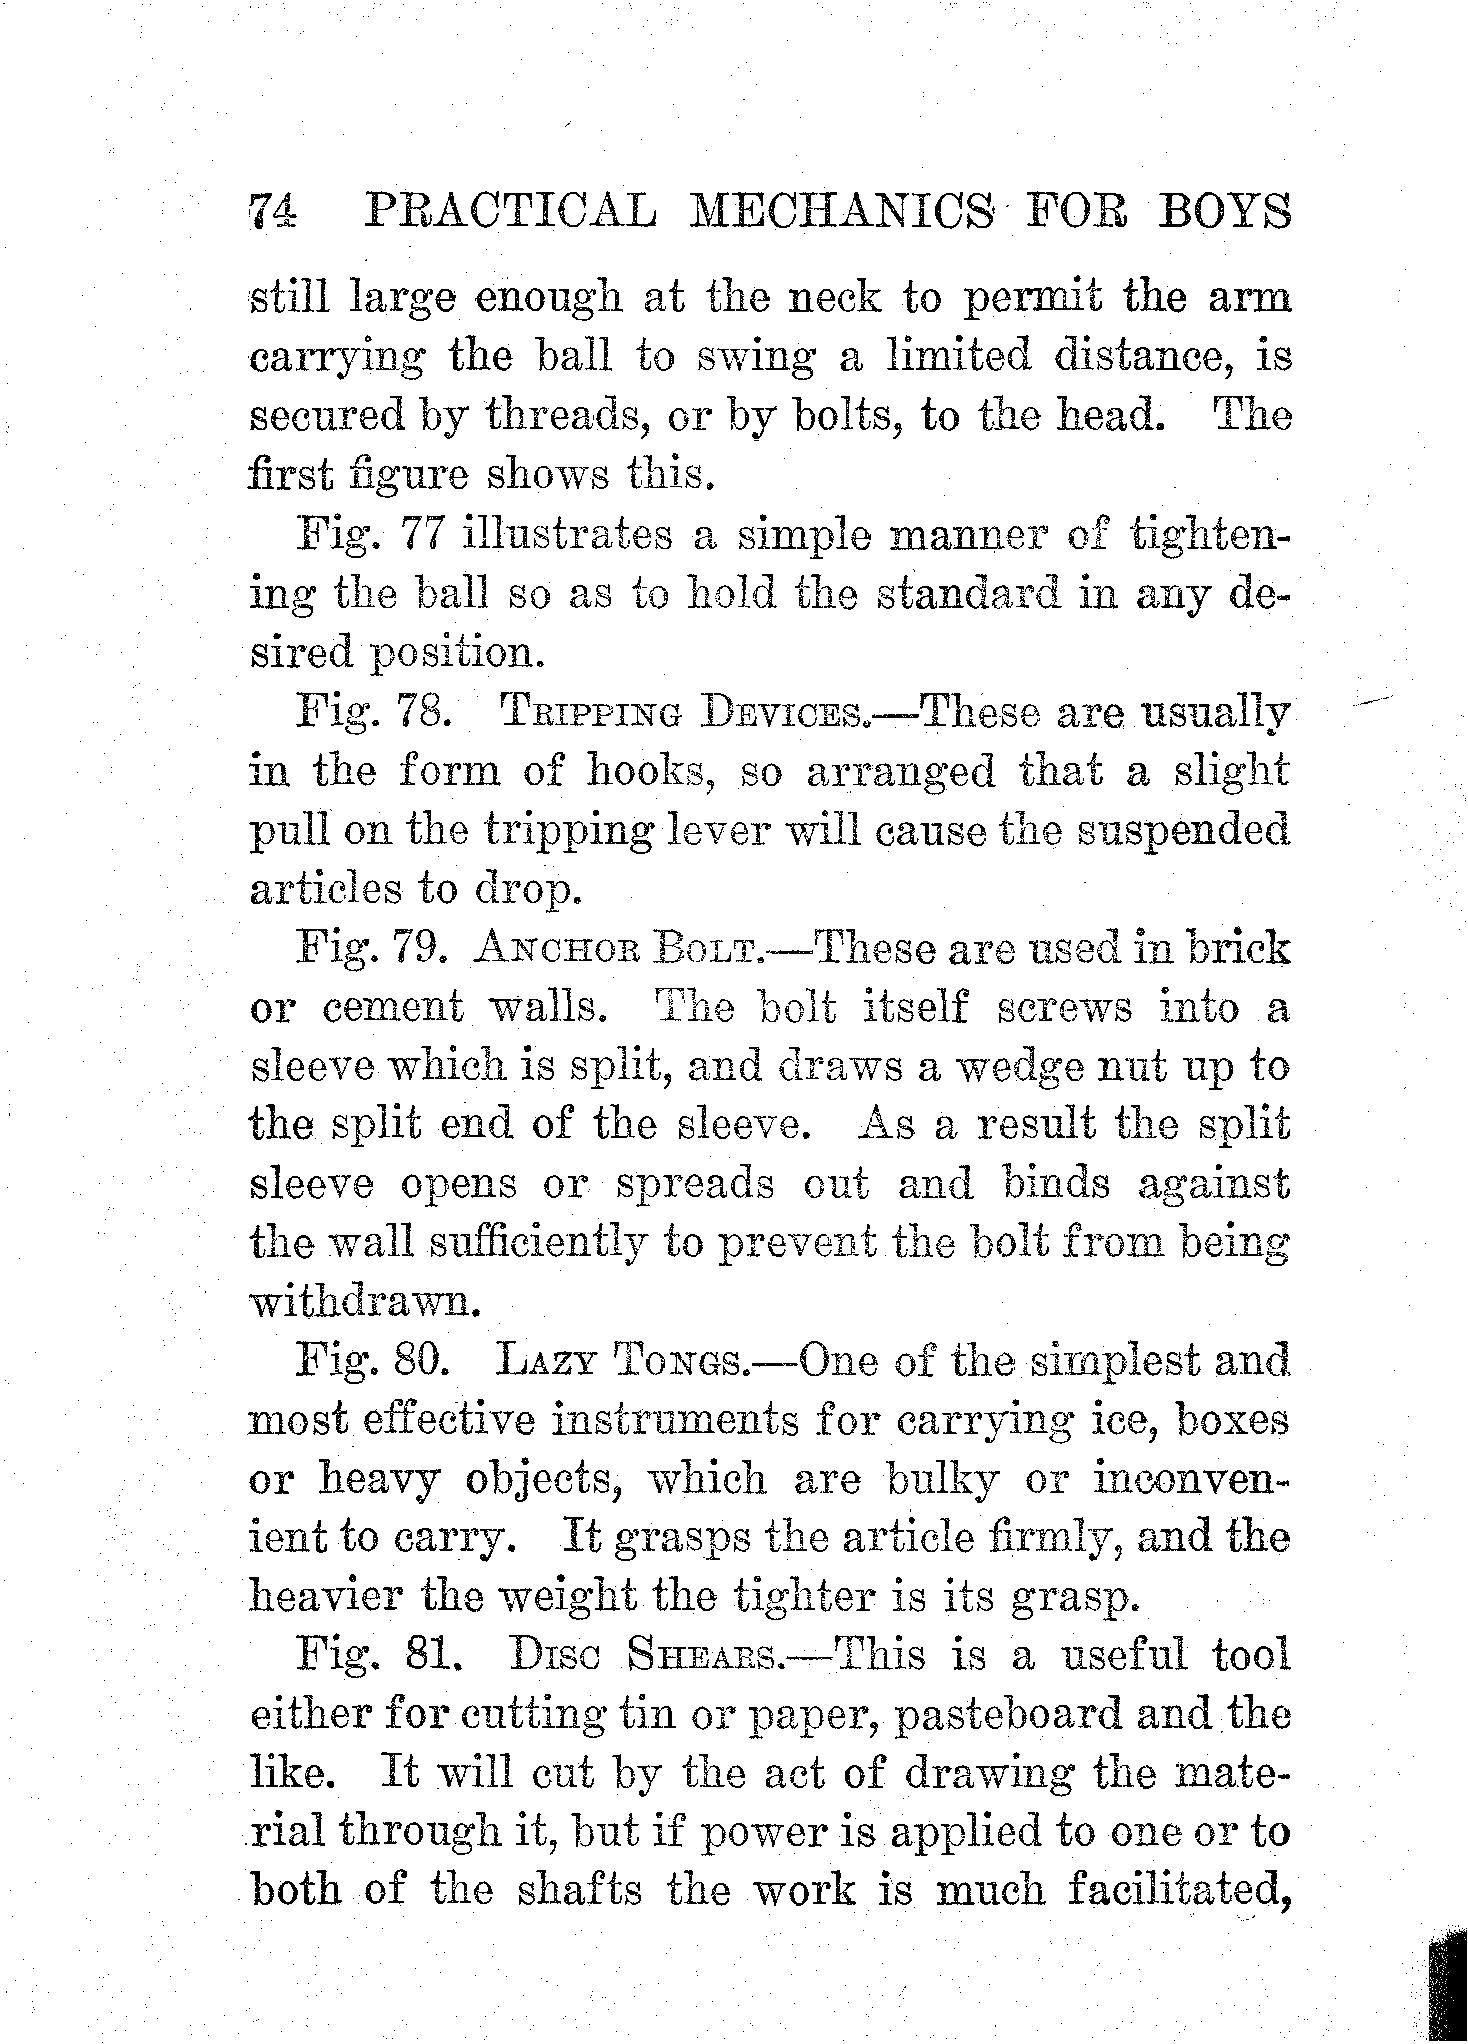 74 PRACTICAL MECHANICS FOR BOYS
still large enough at the neck to permit the arm
carrying the ball to swing a limited distance, is
secured by threads, or by bolts, to the head. The
first figure shows this.
Fig. 77 illustrates a simple manner of tighten-
ing the ball so as to hold the standard in any de-
sired position.
Fig. 78. TRIPPING DEVICES.—These are usually
in the form of hooks, so arranged that a slight
pull on the tripping lever will cause the suspended
articles to drop.
Fig. 79. ANCHOR BOLT.—These are used in brick
or cement walls. The bolt itself screws into a
sleeve which is split, and draws a wedge nut up to
the split end of the sleeve. As a result the split
sleeve opens or spreads out and binds against
the wall sufficiently to prevent the bolt from being
withdrawn.
Fig. 80. LAZY TONGS.—One of the simplest and
most effective instruments for carrying ice, boxes
or heavy objects, which are bulky or inconven-
ient to carry. It grasps the article firmly, and the
heavier the weight the tighter is its grasp.
Fig. 81. DISC SHEARS.—This is a useful tool
either for cutting tin or paper, pasteboard and the
like. It will cut by the act of drawing the mate-
rial through it, but if power is applied to one or to
both of the shafts the work is much facilitated,